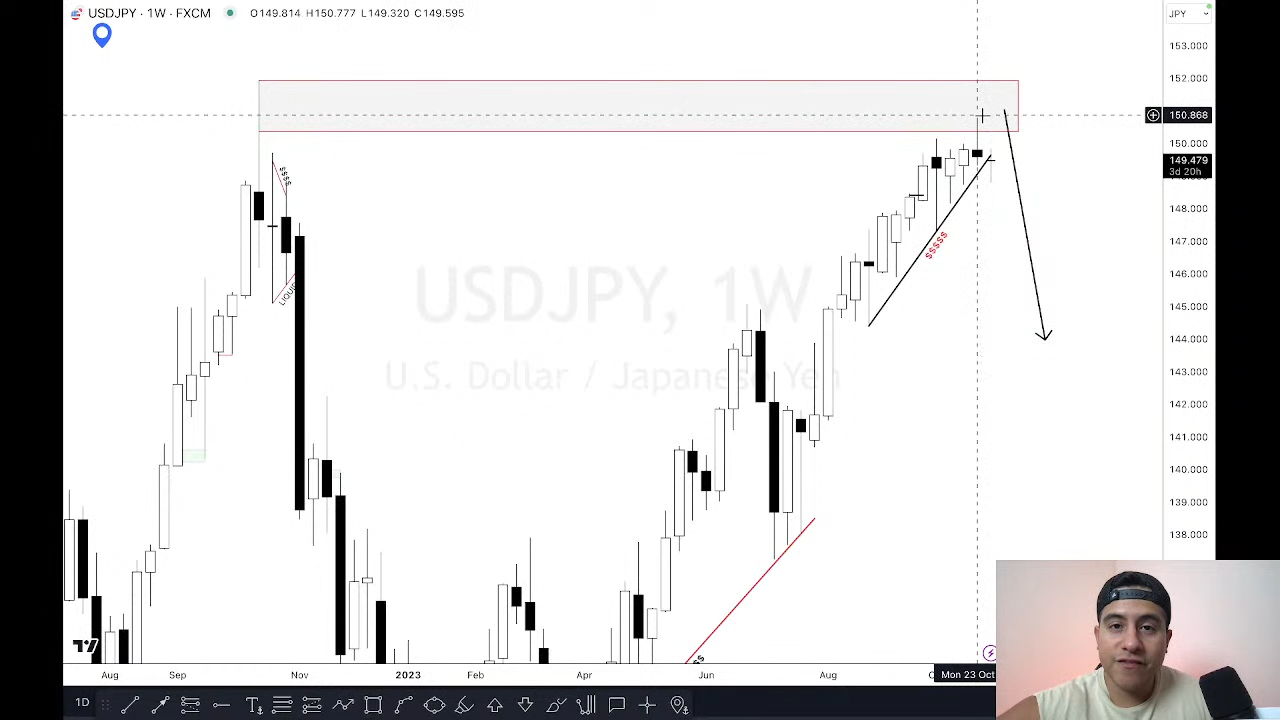 USDJPY · 1W · FXCM O149.814 H150.777 L149.320 C149.595
JPY
153.000
152.000
150.868
150.000
149.479
3d 20h
148.000
147.000
146.000
145.000
144.000
143.000
142.000
141.000
140.000
139.000
138.000
$$$$
LIQUID
$$$$$
USDJPY, 1W
U.S. Dollar / Japanese Yen
Aug Sep Nov 2023 Feb Apr Jun Aug Mon 23 Oct
1D